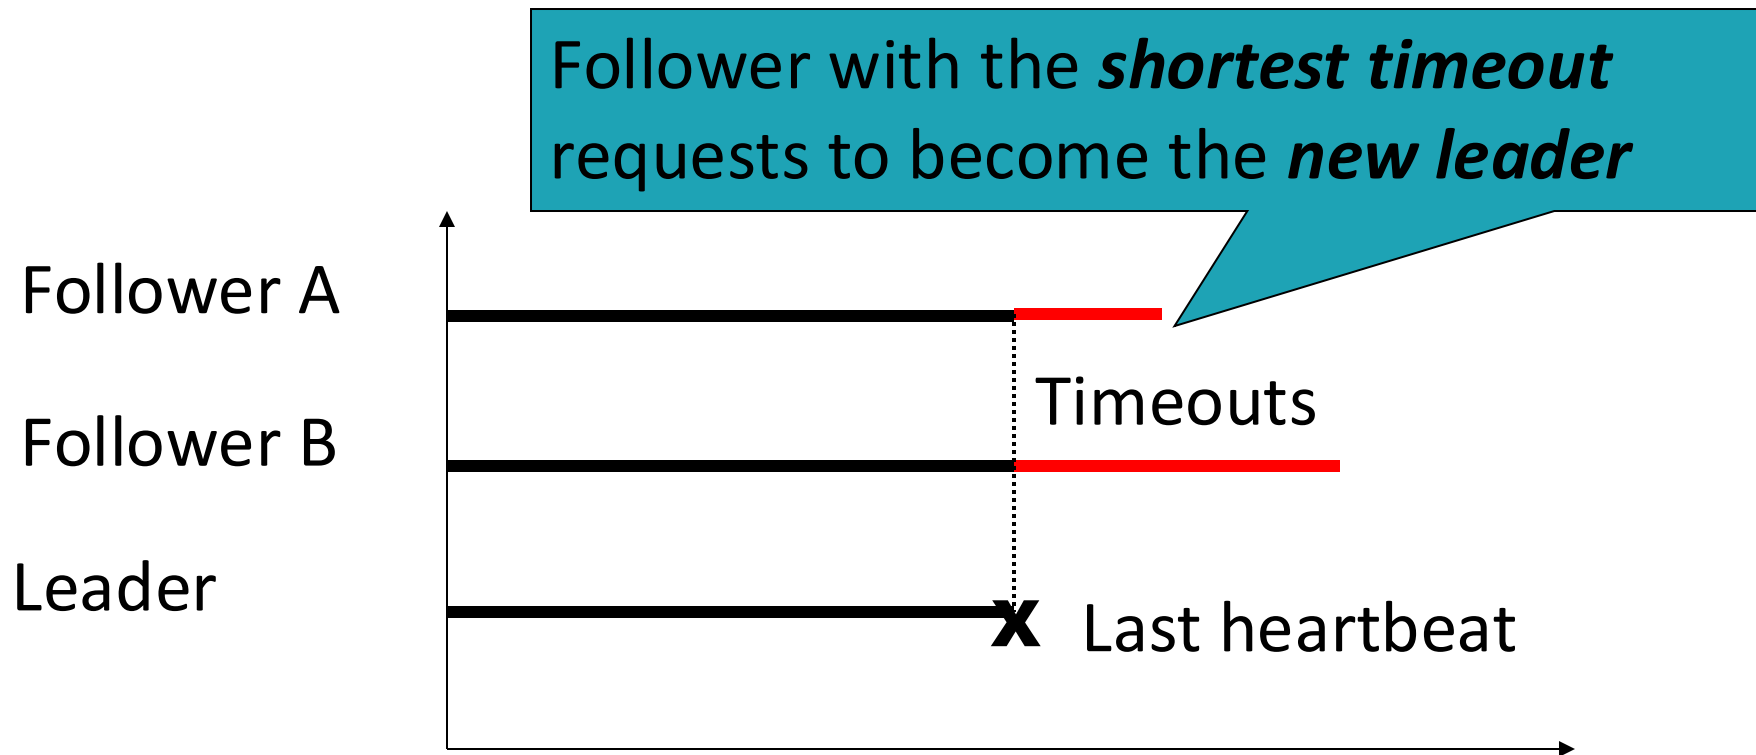 Follower with the shortest timeout
requests to become the new leader
Follower A
Timeouts
Follower B
Leader
x Last heartbeat